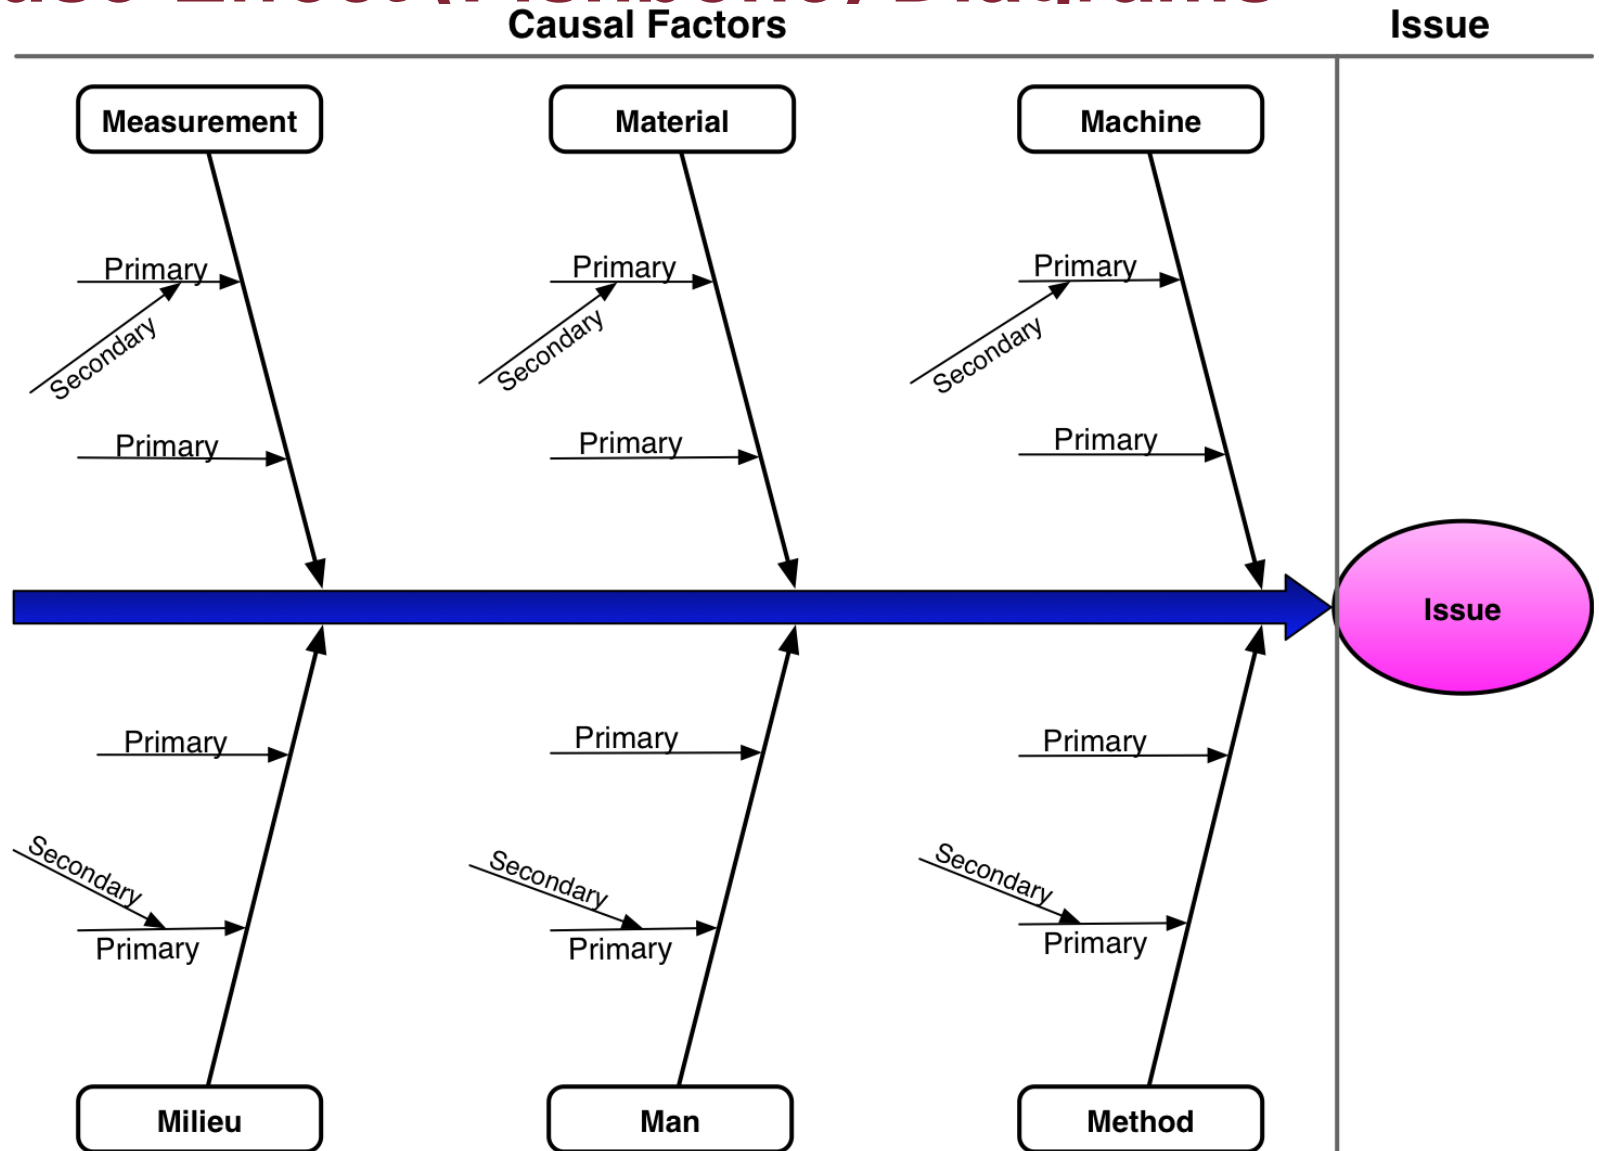 Causal Factors
Issue
Measurement
Material
Machine
Primary
Primary
Primary
Secondary
Secondary
Secondary
Primary
Primary
Primary
Issue
Primary
Primary
Primary
Secondary
Secondary
Secondary
Primary
Primary
Primary
Milieu
Man
Method